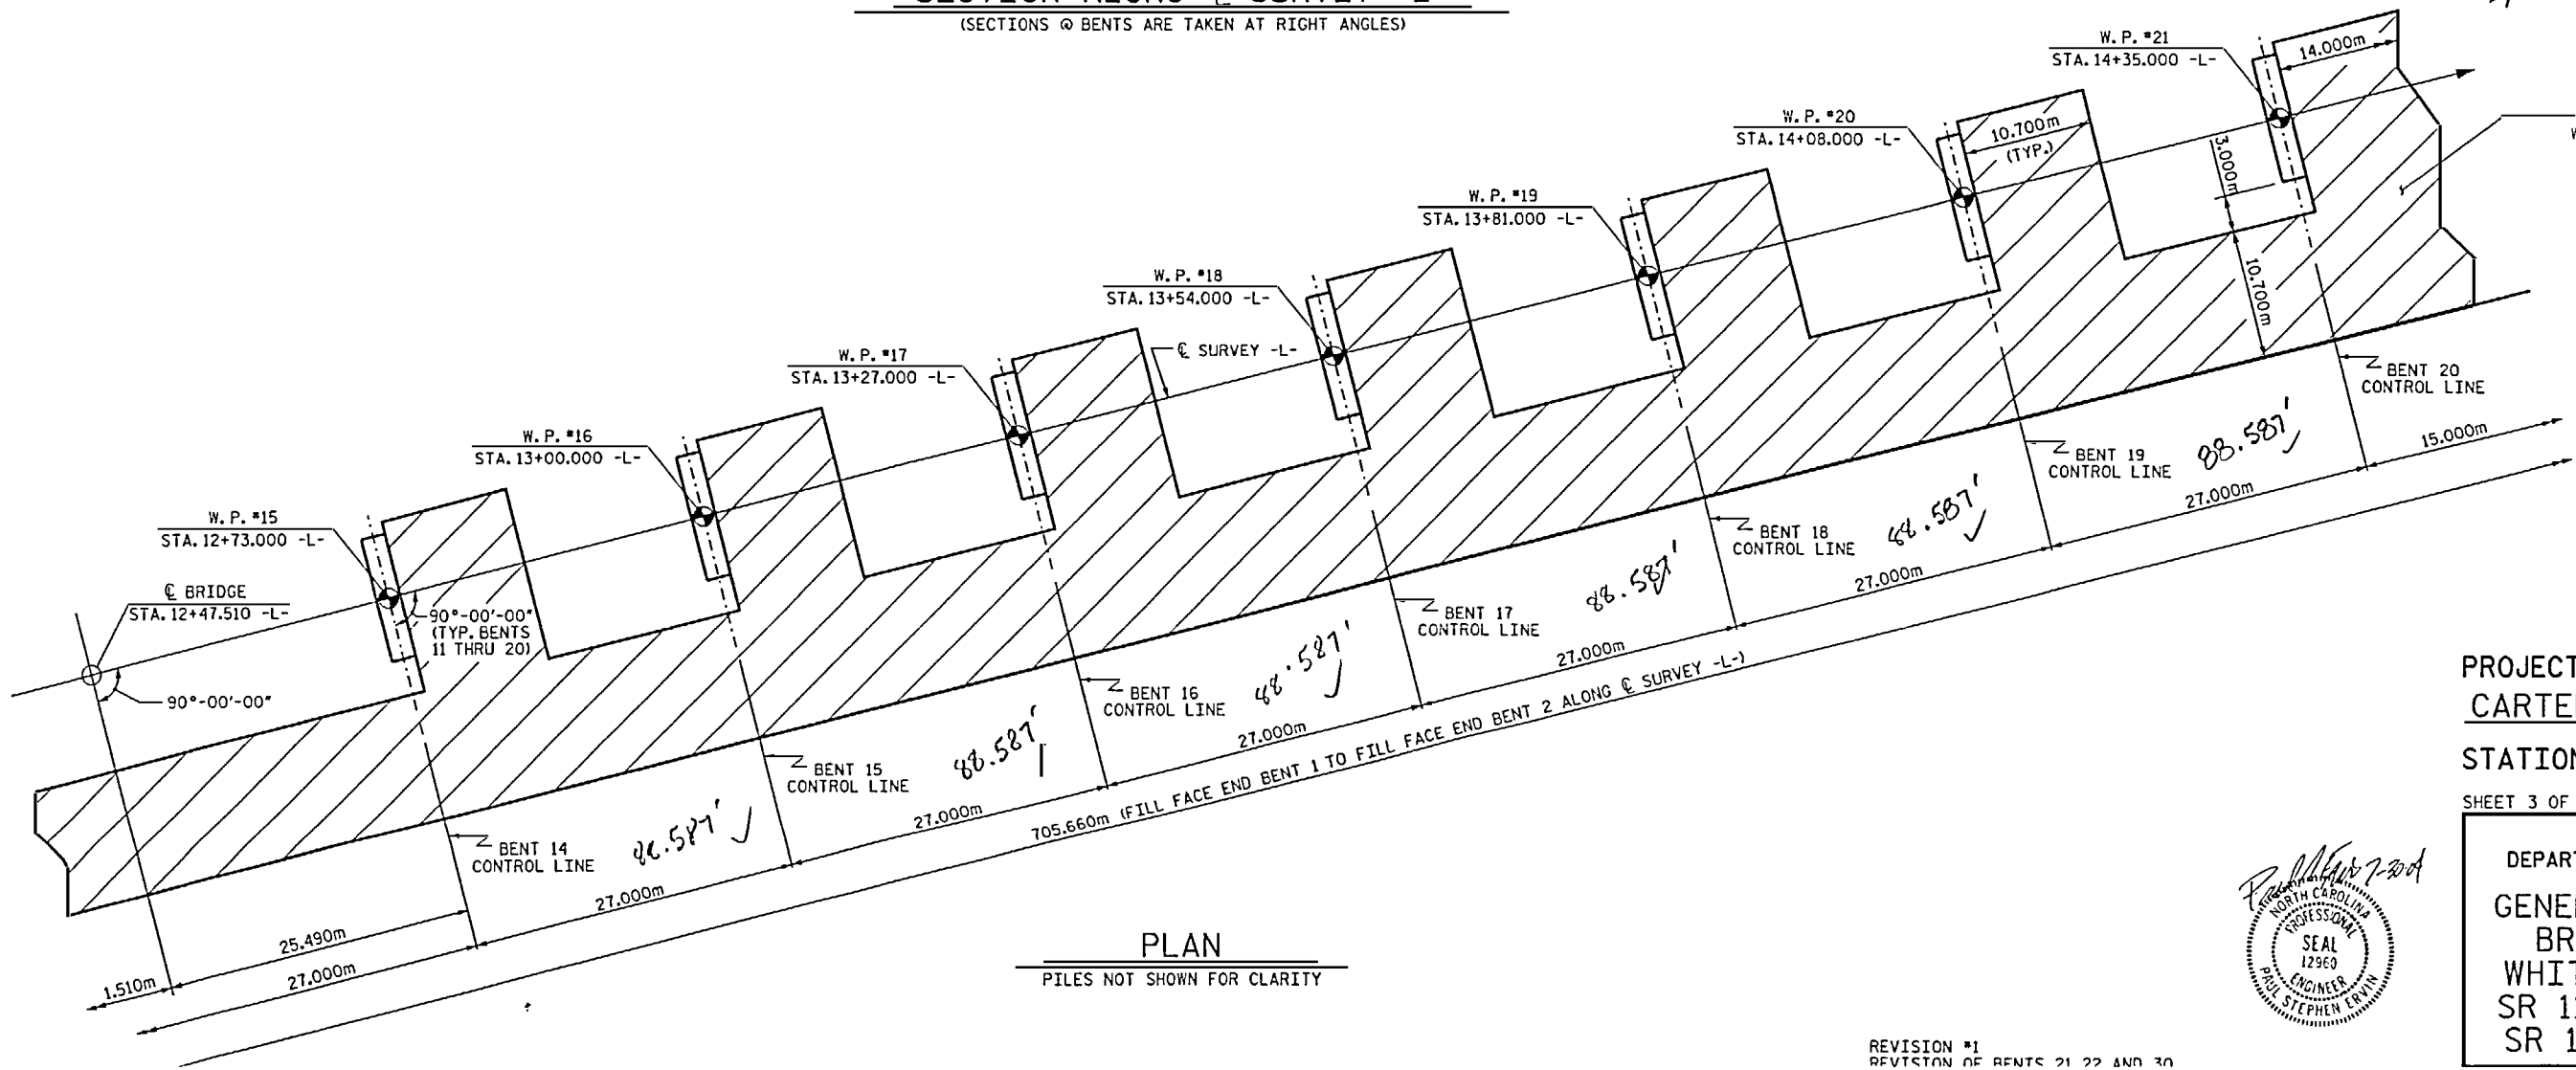 (SECTIONS @ BENTS ARE TAKEN AT RIGHT ANGLES)
W.P. #21
STA. 14+35.000 -L-
14.000m
W.P. #20
STA. 14+08.000 -L-
10.700m
(TYP.)
3.000m
10.700m
W.P. #19
STA. 13+81.000 -L-
W.P. #18
STA. 13+54.000 -L-
℄ SURVEY -L-
W.P. #17
STA. 13+27.000 -L-
W.P. #16
STA. 13+00.000 -L-
W.P. #15
STA. 12+73.000 -L-
℄ BRIDGE
STA. 12+47.510 -L-
90°-00'-00"
(TYP. BENTS
11 THRU 20)
90°-00'-00"
BENT 20
CONTROL LINE
BENT 19
CONTROL LINE
BENT 18
CONTROL LINE
BENT 17
CONTROL LINE
BENT 16
CONTROL LINE
BENT 15
CONTROL LINE
BENT 14
CONTROL LINE
88.587'
88.587'
88.587'
88.587'
88.587'
88.587'
1.510m
25.490m
27.000m
27.000m
27.000m
27.000m
27.000m
27.000m
27.000m
15.000m
705.660m (FILL FACE END BENT 1 TO FILL FACE END BENT 2 ALONG ℄ SURVEY -L-)
PLAN
PILES NOT SHOWN FOR CLARITY
NORTH CAROLINA
PROFESSIONAL
SEAL
12960
ENGINEER
PAUL STEPHEN ERVIN
PROJECT
CARTE
STATION
SHEET 3 OF
DEPART
GENE
BR
WHIT
SR 1
SR 1
REVISION #1
REVISION OF BENTS 21 22 AND 30